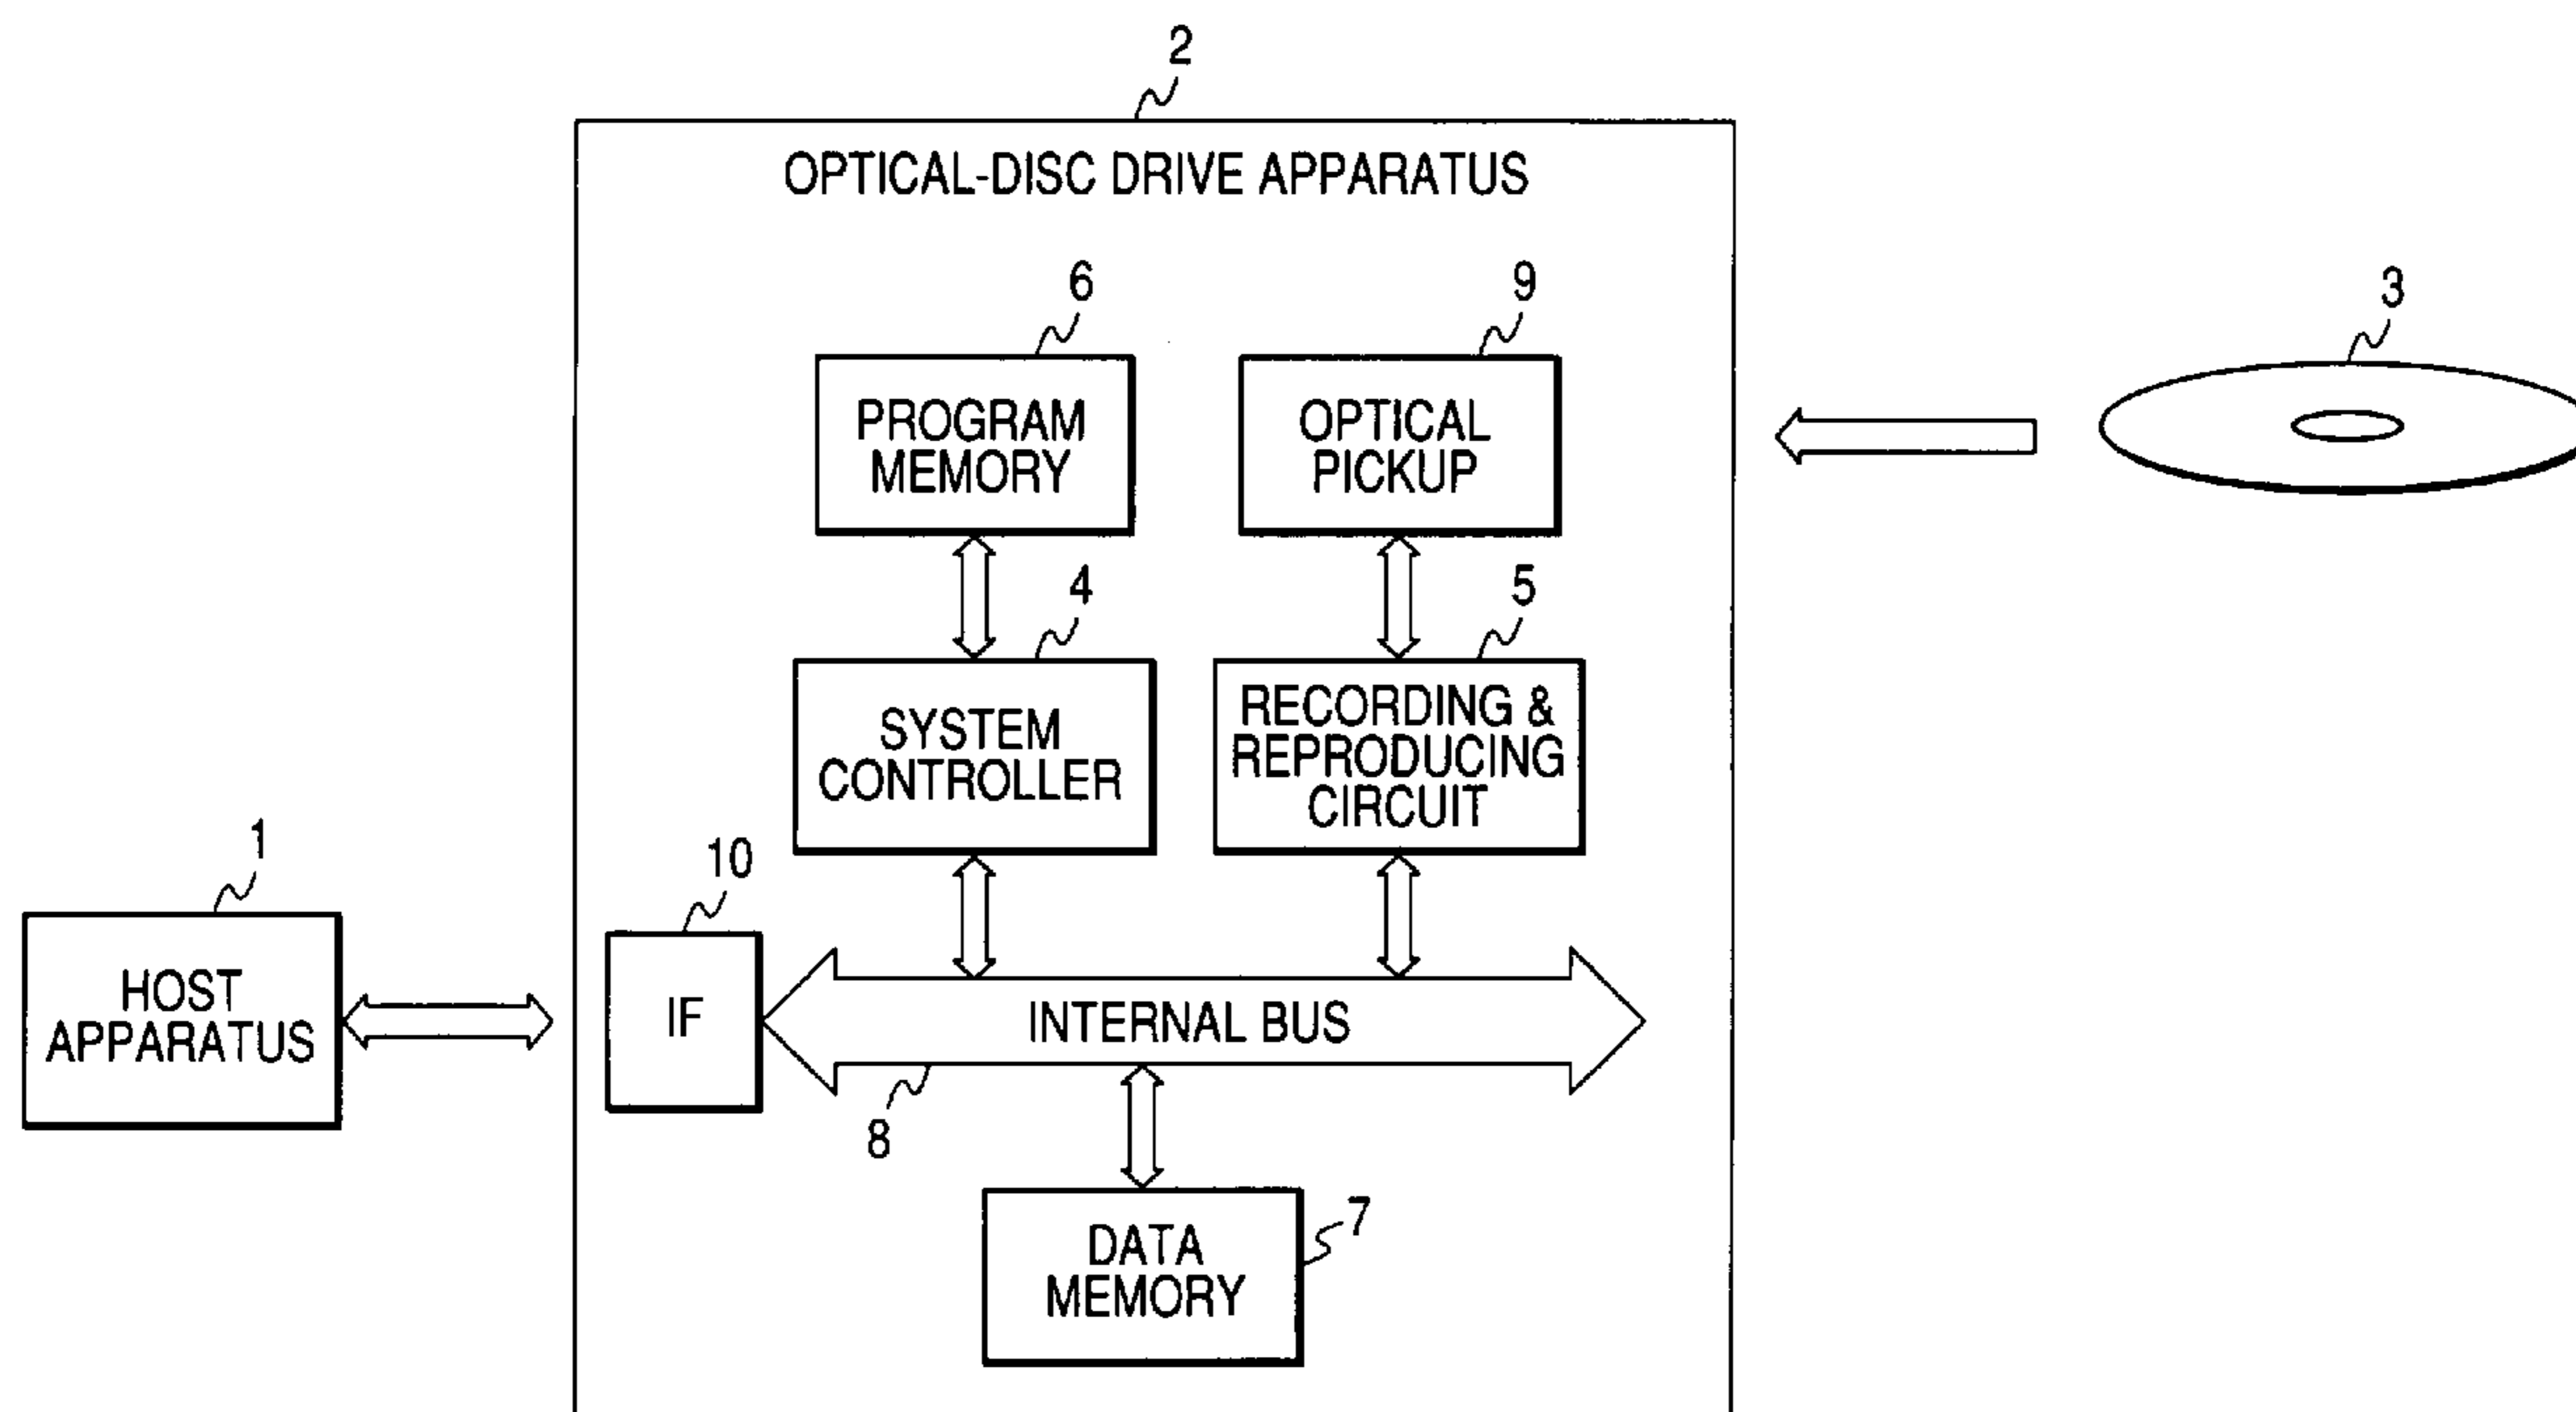 2
OPTICAL-DISC DRIVE APPARATUS
6
9
3
PROGRAM
MEMORY
OPTICAL
PICKUP
4
5
SYSTEM
CONTROLLER
RECORDING &
REPRODUCING
CIRCUIT
1
10
HOST
APPARATUS
IF
INTERNAL BUS
8
7
DATA
MEMORY